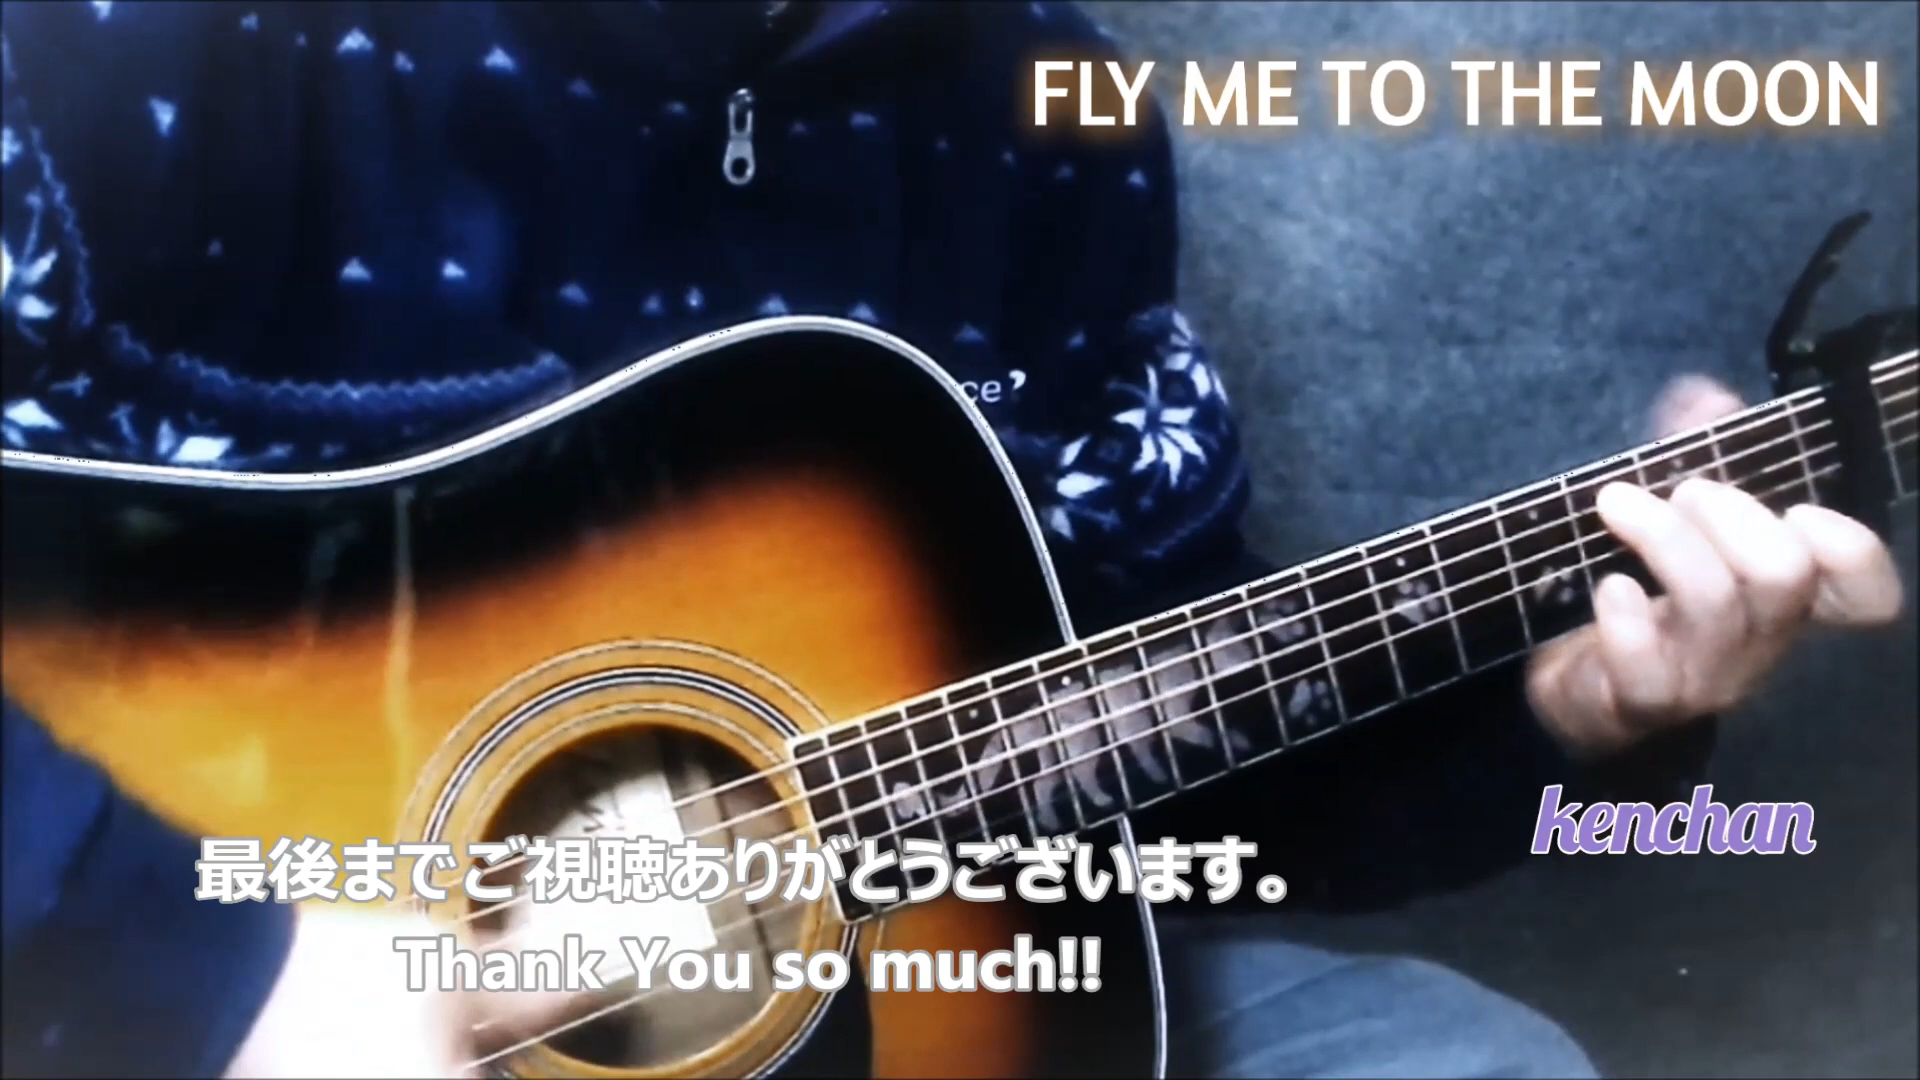 FLY ME TO THE MOON
ce’
kenchan
最後までご視聴ありがとうございます。
Thank You so much!!